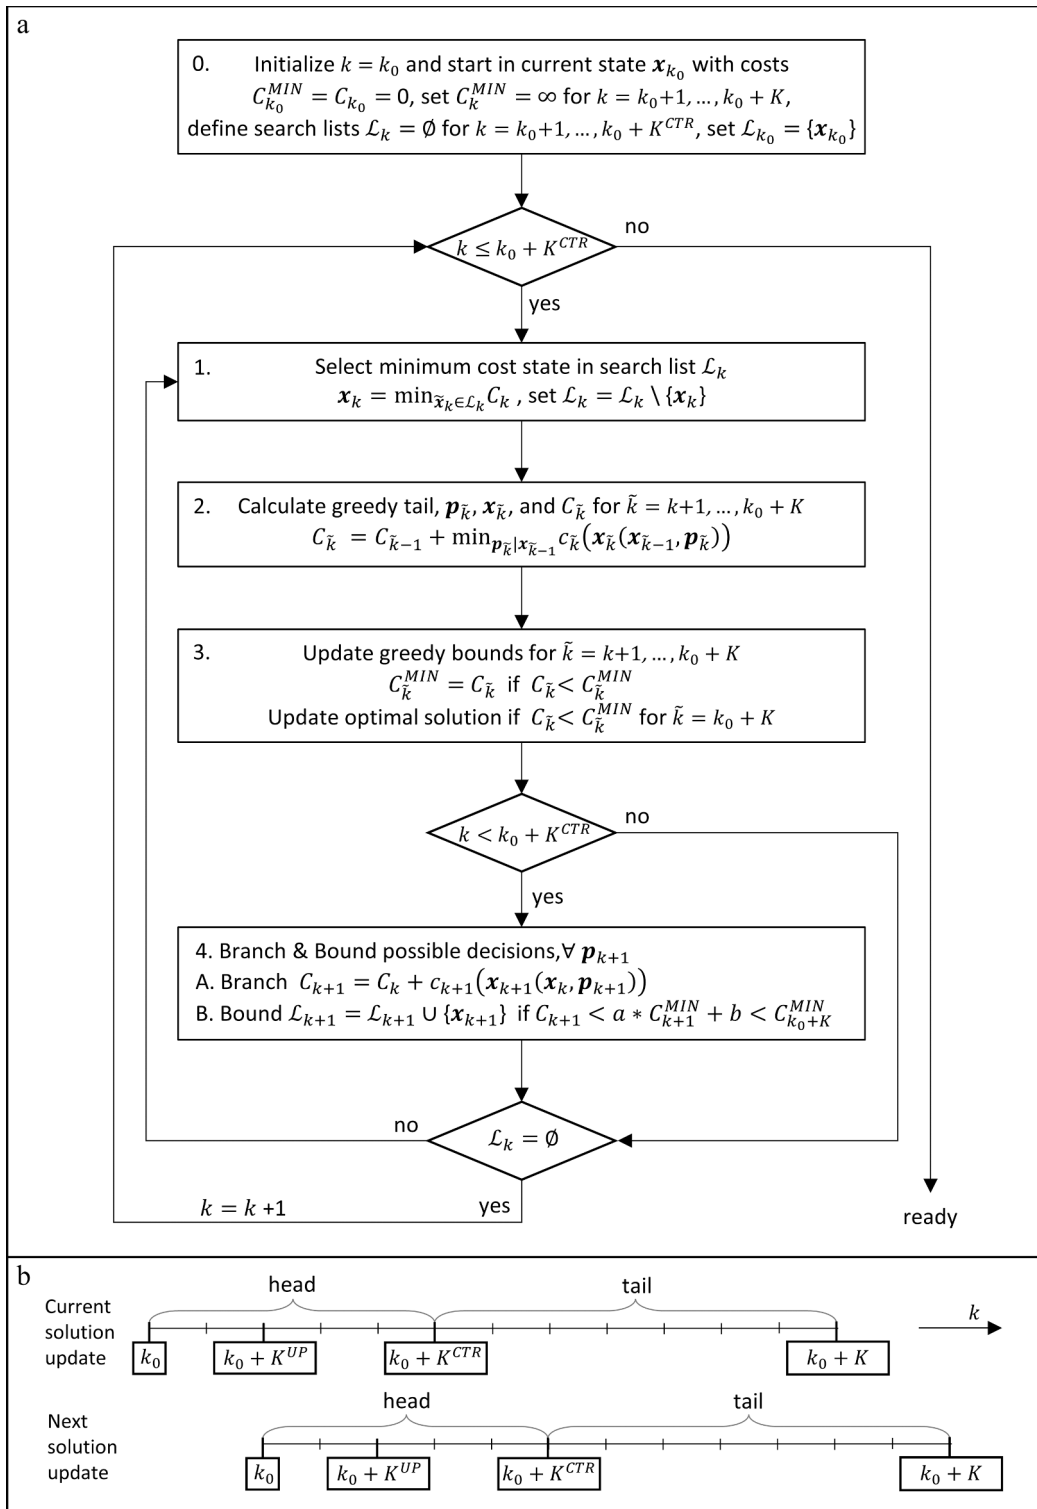 a
0. Initialize k = k₀ and start in current state 𝒙ₖ₀ with costs
C_{k₀}^{MIN} = C_{k₀} = 0, set C_k^{MIN} = ∞ for k = k₀+1, … , k₀ + K,
define search lists ℒ_k = ∅ for k = k₀+1, … , k₀ + K^{CTR}, set ℒ_{k₀} = {𝒙_{k₀}}
k ≤ k₀ + K^{CTR}
no
yes
1. Select minimum cost state in search list ℒ_k
𝒙_k = min_{𝒙̃_k∈ℒ_k} C_k , set ℒ_k = ℒ_k \ {𝒙_k}
2. Calculate greedy tail, 𝒑_{k̃}, 𝒙_{k̃}, and C_{k̃} for k̃ = k+1, … , k₀ + K
C_{k̃} = C_{k̃−1} + min_{𝒑_{k̃}|𝒙_{k̃−1}} c_{k̃}(𝒙_{k̃}(𝒙_{k̃−1}, 𝒑_{k̃}))
3. Update greedy bounds for k̃ = k+1, … , k₀ + K
C_{k̃}^{MIN} = C_{k̃} if C_{k̃} < C_{k̃}^{MIN}
Update optimal solution if C_{k̃} < C_{k̃}^{MIN} for k̃ = k₀ + K
k < k₀ + K^{CTR}
no
yes
4. Branch & Bound possible decisions,∀ 𝒑_{k+1}
A. Branch C_{k+1} = C_k + c_{k+1}(𝒙_{k+1}(𝒙_k, 𝒑_{k+1}))
B. Bound ℒ_{k+1} = ℒ_{k+1} ∪ {𝒙_{k+1}} if C_{k+1} < a ∗ C_{k+1}^{MIN} + b < C_{k₀+K}^{MIN}
no
ℒ_k = ∅
k = k +1
yes
ready
b
head
tail
Current
solution
update
k
k₀
k₀ + K^{UP}
k₀ + K^{CTR}
k₀ + K
head
tail
Next
solution
update
k₀
k₀ + K^{UP}
k₀ + K^{CTR}
k₀ + K